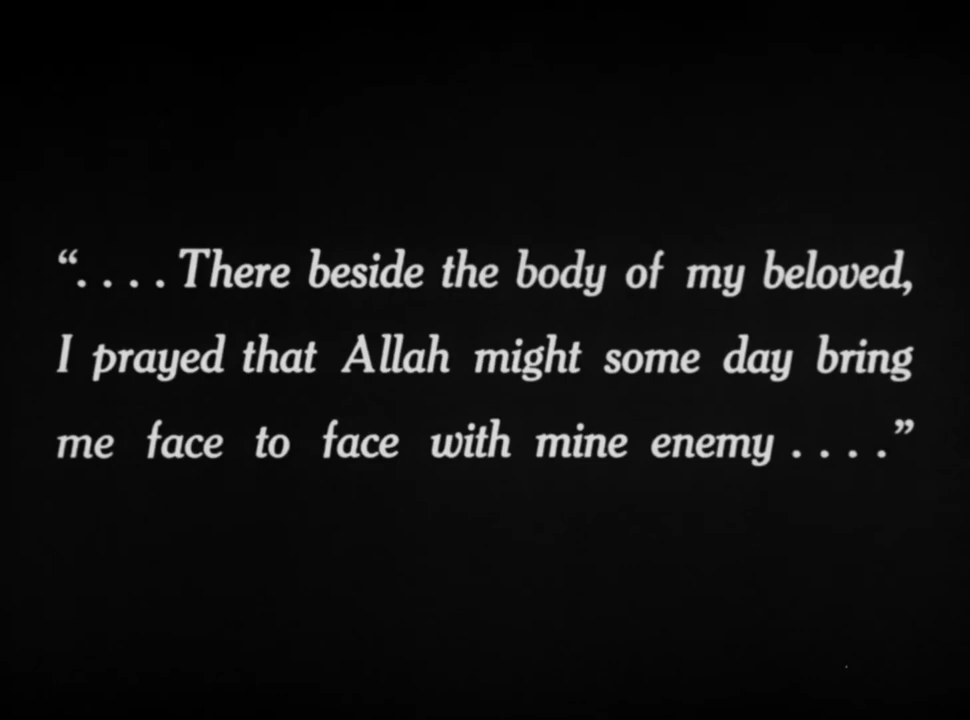 “. . . . There beside the body of my beloved,
I prayed that Allah might some day bring
me face to face with mine enemy . . . .”